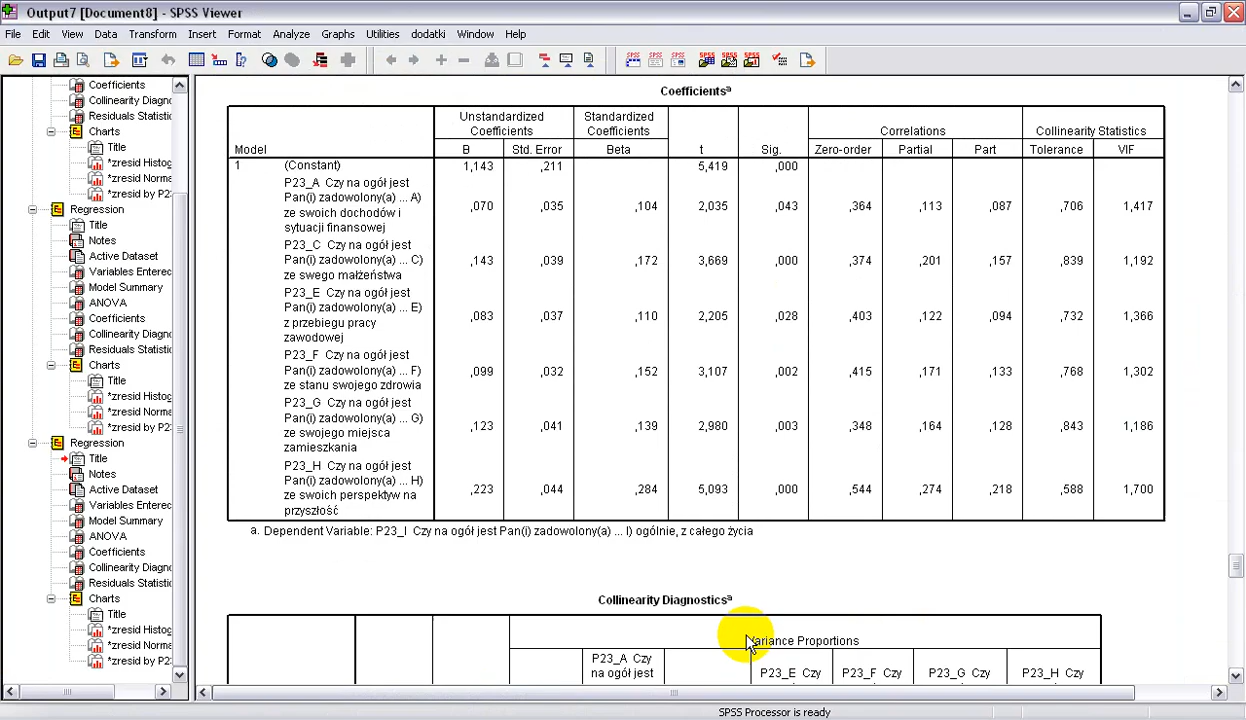 Output7 [Document8] - SPSS Viewer
File Edit View Data Transform Insert Format Analyze Graphs Utilities dodatki Window Help
Coefficients
Collinearity Diagno
Residuals Statisti
Charts
Title
*zresid Histog
*zresid Norma
*zresid by P23
Regression
Title
Notes
Active Dataset
Variables Entered
Model Summary
ANOVA
Coefficients
Collinearity Diagn
Residuals Statistic
Charts
Title
*zresid Histog
*zresid Norma
*zresid by P23
Regression
Title
Notes
Active Dataset
Variables Entere
Model Summary
ANOVA
Coefficients
Collinearity Diagn
Residuals Statistic
Charts
Title
*zresid Histog
*zresid Norma
*zresid by P23
Coefficientsa
Unstandardized Coefficients Standardized Coefficients Correlations Collinearity Statistics
Model B Std. Error Beta t Sig. Zero-order Partial Part Tolerance VIF
1 (Constant) 1,143 ,211 5,419 ,000
P23_A Czy na ogół jest
Pan(i) zadowolony(a) ... A)
ze swoich dochodów i
sytuacji finansowej
,070 ,035 ,104 2,035 ,043 ,364 ,113 ,087 ,706 1,417
P23_C Czy na ogół jest
Pan(i) zadowolony(a) ... C)
ze swego małżeństwa
,143 ,039 ,172 3,669 ,000 ,374 ,201 ,157 ,839 1,192
P23_E Czy na ogół jest
Pan(i) zadowolony(a) ... E)
z przebiegu pracy
zawodowej
,083 ,037 ,110 2,205 ,028 ,403 ,122 ,094 ,732 1,366
P23_F Czy na ogół jest
Pan(i) zadowolony(a) ... F)
ze stanu swojego zdrowia
,099 ,032 ,152 3,107 ,002 ,415 ,171 ,133 ,768 1,302
P23_G Czy na ogół jest
Pan(i) zadowolony(a) ... G)
ze swojego miejsca
zamieszkania
,123 ,041 ,139 2,980 ,003 ,348 ,164 ,128 ,843 1,186
P23_H Czy na ogół jest
Pan(i) zadowolony(a) ... H)
ze swoich perspektyw na
przyszłość
,223 ,044 ,284 5,093 ,000 ,544 ,274 ,218 ,588 1,700
a. Dependent Variable: P23_I Czy na ogół jest Pan(i) zadowolony(a) ... I) ogólnie, z całego życia
Collinearity Diagnosticsa
Variance Proportions
P23_A Czy
na ogół jest P23_E Czy P23_F Czy P23_G Czy P23_H Czy
SPSS Processor is ready